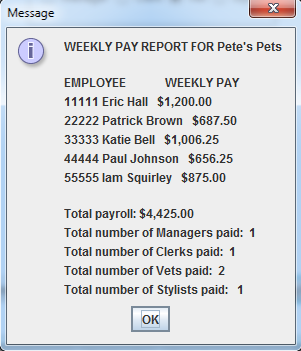 Message
WEEKLY PAY REPORT FOR Pete's Pets
EMPLOYEE WEEKLY PAY
11111 Eric Hall $1,200.00
22222 Patrick Brown $687.50
33333 Katie Bell $1,006.25
44444 Paul Johnson $656.25
55555 Iam Squirley $875.00
Total payroll: $4,425.00
Total number of Managers paid: 1
Total number of Clerks paid: 1
Total number of Vets paid: 2
Total number of Stylists paid: 1
OK